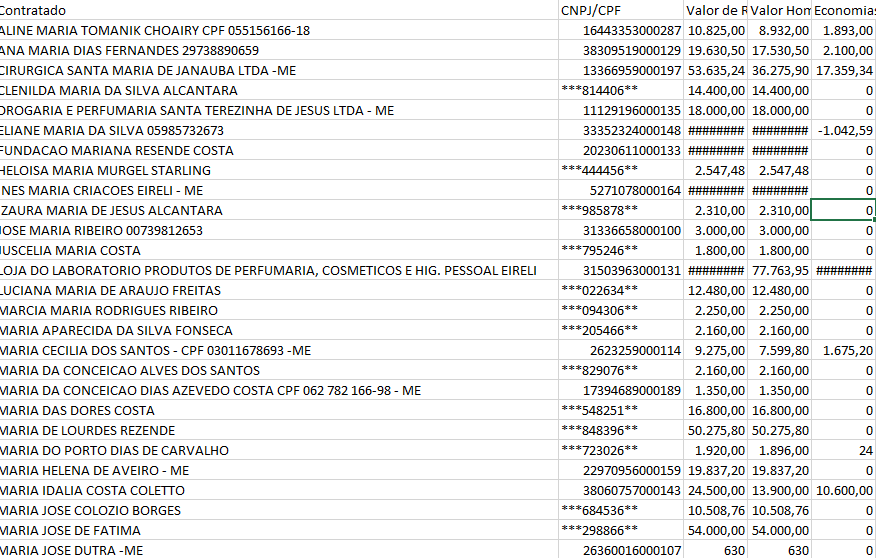 Contratado CNPJ/CPF Valor de R Valor Hom Economias
ALINE MARIA TOMANIK CHOAIRY CPF 055156166-18 16443353000287 10.825,00 8.932,00 1.893,00
ANA MARIA DIAS FERNANDES 29738890659 38309519000129 19.630,50 17.530,50 2.100,00
CIRURGICA SANTA MARIA DE JANAUBA LTDA -ME 13366959000197 53.635,24 36.275,90 17.359,34
CLENILDA MARIA DA SILVA ALCANTARA ***814406** 14.400,00 14.400,00 0
DROGARIA E PERFUMARIA SANTA TEREZINHA DE JESUS LTDA - ME 11129196000135 18.000,00 18.000,00 0
ELIANE MARIA DA SILVA 05985732673 33352324000148 ######## ######## -1.042,59
FUNDACAO MARIANA RESENDE COSTA 20230611000133 ######## ######## 0
HELOISA MARIA MURGEL STARLING ***444456** 2.547,48 2.547,48 0
INES MARIA CRIACOES EIRELI - ME 5271078000164 ######## ######## 0
IZAURA MARIA DE JESUS ALCANTARA ***985878** 2.310,00 2.310,00 0
JOSE MARIA RIBEIRO 00739812653 31336658000100 3.000,00 3.000,00 0
JUSCELIA MARIA COSTA ***795246** 1.800,00 1.800,00 0
LOJA DO LABORATORIO PRODUTOS DE PERFUMARIA, COSMETICOS E HIG. PESSOAL EIRELI 31503963000131 ######## 77.763,95 ########
LUCIANA MARIA DE ARAUJO FREITAS ***022634** 12.480,00 12.480,00 0
MARCIA MARIA RODRIGUES RIBEIRO ***094306** 2.250,00 2.250,00 0
MARIA APARECIDA DA SILVA FONSECA ***205466** 2.160,00 2.160,00 0
MARIA CECILIA DOS SANTOS - CPF 03011678693 -ME 2623259000114 9.275,00 7.599,80 1.675,20
MARIA DA CONCEICAO ALVES DOS SANTOS ***829076** 2.160,00 2.160,00 0
MARIA DA CONCEICAO DIAS AZEVEDO COSTA CPF 062 782 166-98 - ME 17394689000189 1.350,00 1.350,00 0
MARIA DAS DORES COSTA ***548251** 16.800,00 16.800,00 0
MARIA DE LOURDES REZENDE ***848396** 50.275,80 50.275,80 0
MARIA DO PORTO DIAS DE CARVALHO ***723026** 1.920,00 1.896,00 24
MARIA HELENA DE AVEIRO - ME 22970956000159 19.837,20 19.837,20 0
MARIA IDALIA COSTA COLETTO 38060757000143 24.500,00 13.900,00 10.600,00
MARIA JOSE COLOZIO BORGES ***684536** 10.508,76 10.508,76 0
MARIA JOSE DE FATIMA ***298866** 54.000,00 54.000,00 0
MARIA JOSE DUTRA -ME 26360016000107 630 630 0